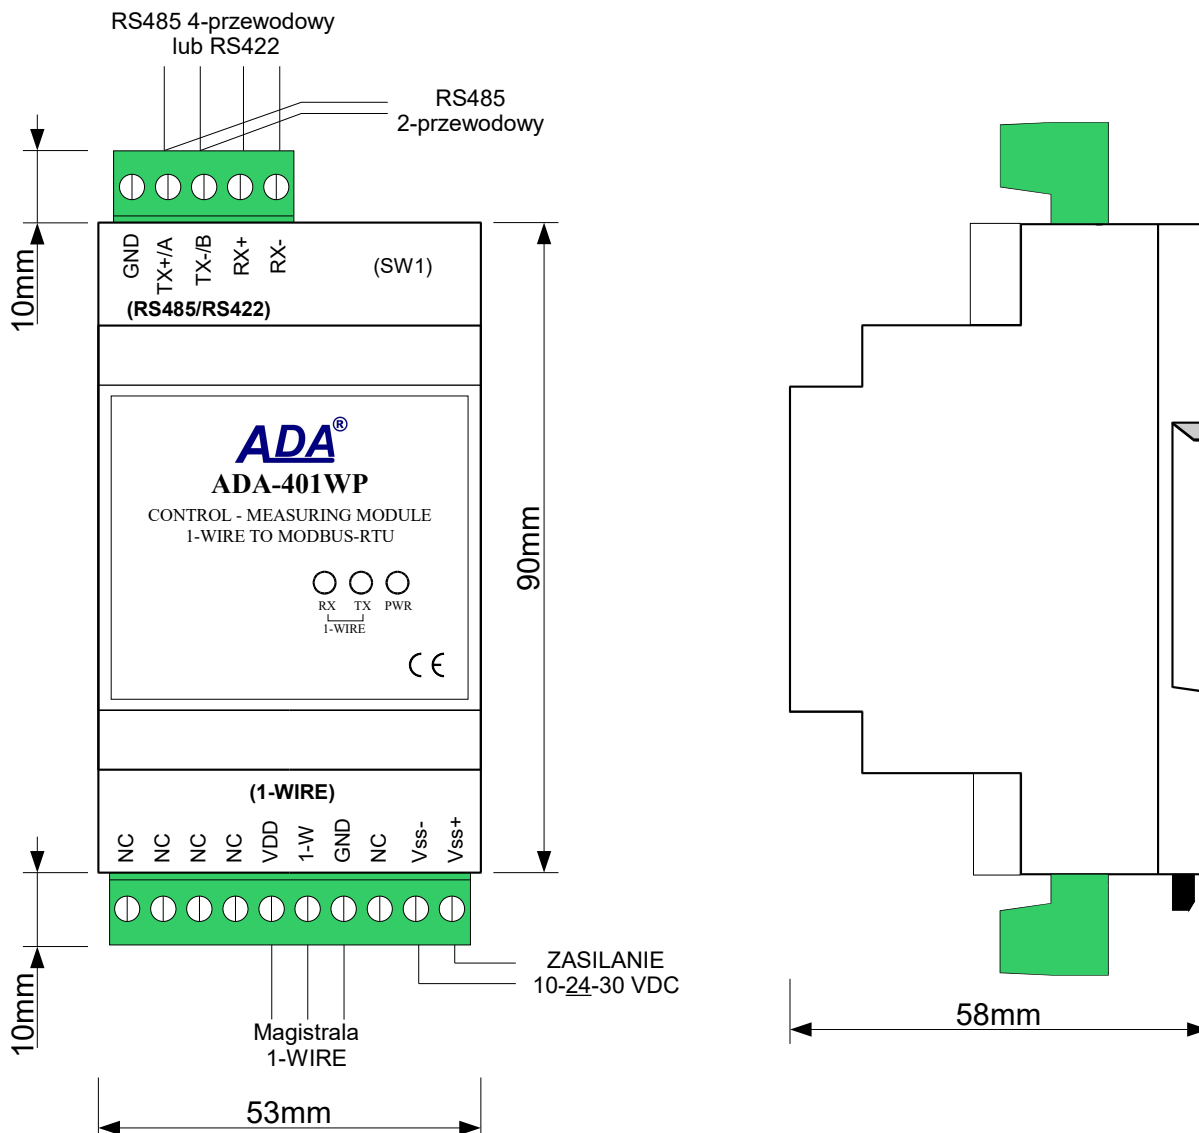 RS485 4-przewodowy
lub RS422
RS485
2-przewodowy
10mm
GND
TX+/A
TX-/B
RX+
RX-
(SW1)
(RS485/RS422)
ADA®
ADA-401WP
CONTROL - MEASURING MODULE
1-WIRE TO MODBUS-RTU
RX TX PWR
1-WIRE
CE
90mm
(1-WIRE)
NC
NC
NC
NC
VDD
1-W
GND
NC
Vss-
Vss+
10mm
ZASILANIE
10-24-30 VDC
Magistrala
1-WIRE
53mm
58mm